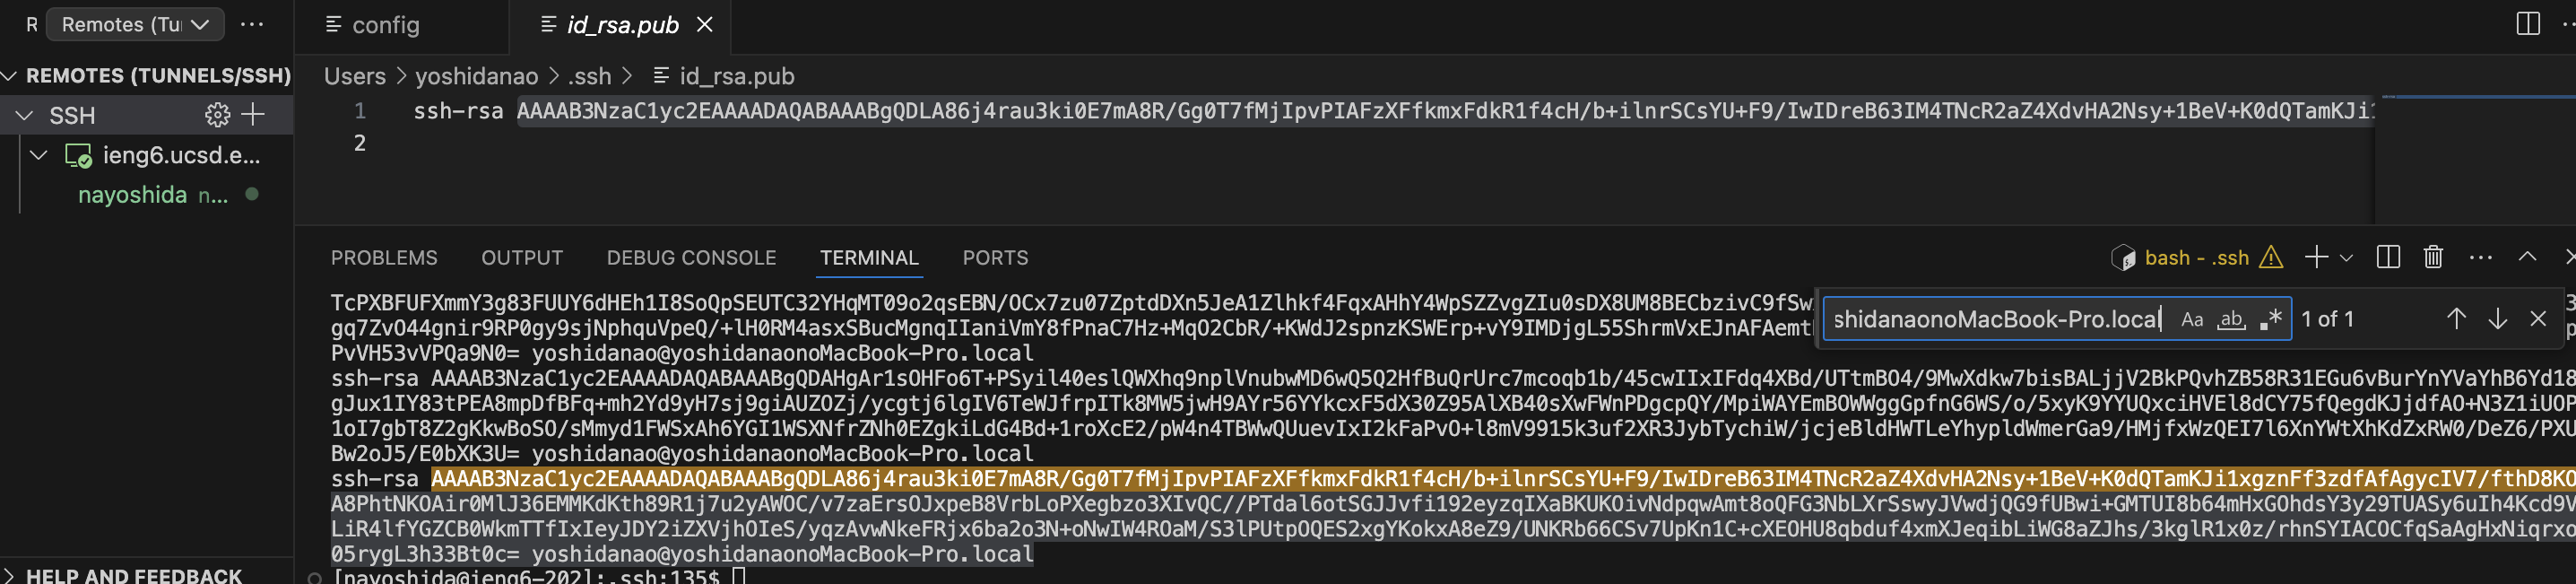 R Remotes (Tu ...
config
id_rsa.pub
REMOTES (TUNNELS/SSH)
SSH
ieng6.ucsd.e...
nayoshida n...
HELP AND FEEDBACK
Users > yoshidanao > .ssh > id_rsa.pub
1 ssh-rsa AAAAB3NzaC1yc2EAAAADAQABAAABgQDLA86j4rau3ki0E7mA8R/Gg0T7fMjIpvPIAFzXFfkmxFdkR1f4cH/b+ilnrSCsYU+F9/IwIDreB63IM4TNcR2aZ4XdvHA2Nsy+1BeV+K0dQTamKJi1
2
PROBLEMS OUTPUT DEBUG CONSOLE TERMINAL PORTS
bash - .ssh
shidanaonoMacBook-Pro.local Aa ab .* 1 of 1
TcPXBFUFXmmY3g83FUUY6dHEh1I8SoQpSEUTC32YHqMT09o2qsEBN/OCx7zu07ZptdDXn5JeA1Zlhkf4FqxAHhY4WpSZZvgZIu0sDX8UM8BECbzivC9fSw
gq7ZvO44gnir9RP0gy9sjNphquVpeQ/+lH0RM4asxSBucMgnqIIaniVmY8fPnaC7Hz+MqO2CbR/+KWdJ2spnzKSWErp+vY9IMDjgL55ShrmVxEJnAFAemt
PvVH53vVPQa9N0= yoshidanao@yoshidanaonoMacBook-Pro.local
ssh-rsa AAAAB3NzaC1yc2EAAAADAQABAAABgQDAHgAr1sOHFo6T+PSyil40eslQWXhq9nplVnubwMD6wQ5Q2HfBuQrUrc7mcoqb1b/45cwIIxIFdq4XBd/UTtmBO4/9MwXdkw7bisBALjjV2BkPQvhZB58R31EGu6vBurYnYVaYhB6Yd18
gJux1IY83tPEA8mpDfBFq+mh2Yd9yH7sj9giAUZOZj/ycgtj6lgIV6TeWJfrpITk8MW5jwH9AYr56YYkcxF5dX30Z95AlXB40sXwFWnPDgcpQY/MpiWAYEmBOWWggGpfnG6WS/o/5xyK9YYUQxciHVEl8dCY75fQegdKJjdfAO+N3Z1iUOP
1oI7gbT8Z2gKkwBoSO/sMmyd1FWSxAh6YGI1WSXNfrZNh0EZgkiLdG4Bd+1roXcE2/pW4n4TBWwQUuevIxI2kFaPvO+l8mV9915k3uf2XR3JybTychiW/jcjeBldHWTLeYhypldWmerGa9/HMjfxWzQEI7l6XnYWtXhKdZxRW0/DeZ6/PXU
Bw2oJ5/E0bXK3U= yoshidanao@yoshidanaonoMacBook-Pro.local
ssh-rsa AAAAB3NzaC1yc2EAAAADAQABAAABgQDLA86j4rau3ki0E7mA8R/Gg0T7fMjIpvPIAFzXFfkmxFdkR1f4cH/b+ilnrSCsYU+F9/IwIDreB63IM4TNcR2aZ4XdvHA2Nsy+1BeV+K0dQTamKJi1xgznFf3zdfAfAgycIV7/fthD8KO
A8PhtNKOAir0MlJ36EMMKdKth89R1j7u2yAWOC/v7zaErsOJxpeB8VrbLoPXegbzo3XIvQC//PTdal6otSGJJvfi192eyzqIXaBKUKOivNdpqwAmt8oQFG3NbLXrSswyJVwdjQG9fUBwi+GMTUI8b64mHxGOhdsY3y29TUASy6uIh4Kcd9V
LiR4lfYGZCB0WkmTTfIxIeyJDY2iZXVjhOIeS/yqzAvwNkeFRjx6ba2o3N+oNwIW4ROaM/S3lPUtpOQES2xgYKokxA8eZ9/UNKRb66CSv7UpKn1C+cXEOHU8qbduf4xmXJeqibLiWG8aZJhs/3kglR1x0z/rhnSYIACOCfqSaAgHxNiqrxo
05rygL3h33Bt0c= yoshidanao@yoshidanaonoMacBook-Pro.local
[nayoshida@ieng6-202]:.ssh:135$